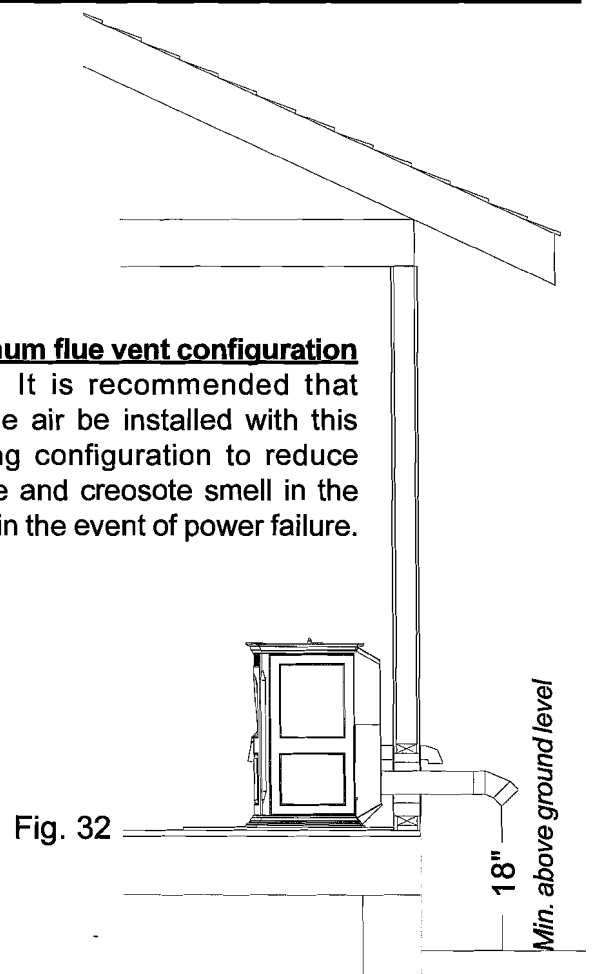 num flue vent configuration
It is recommended that
e air be installed with this
ng configuration to reduce
e and creosote smell in the
in the event of power failure.
Fig. 32
18"
Min. above ground level